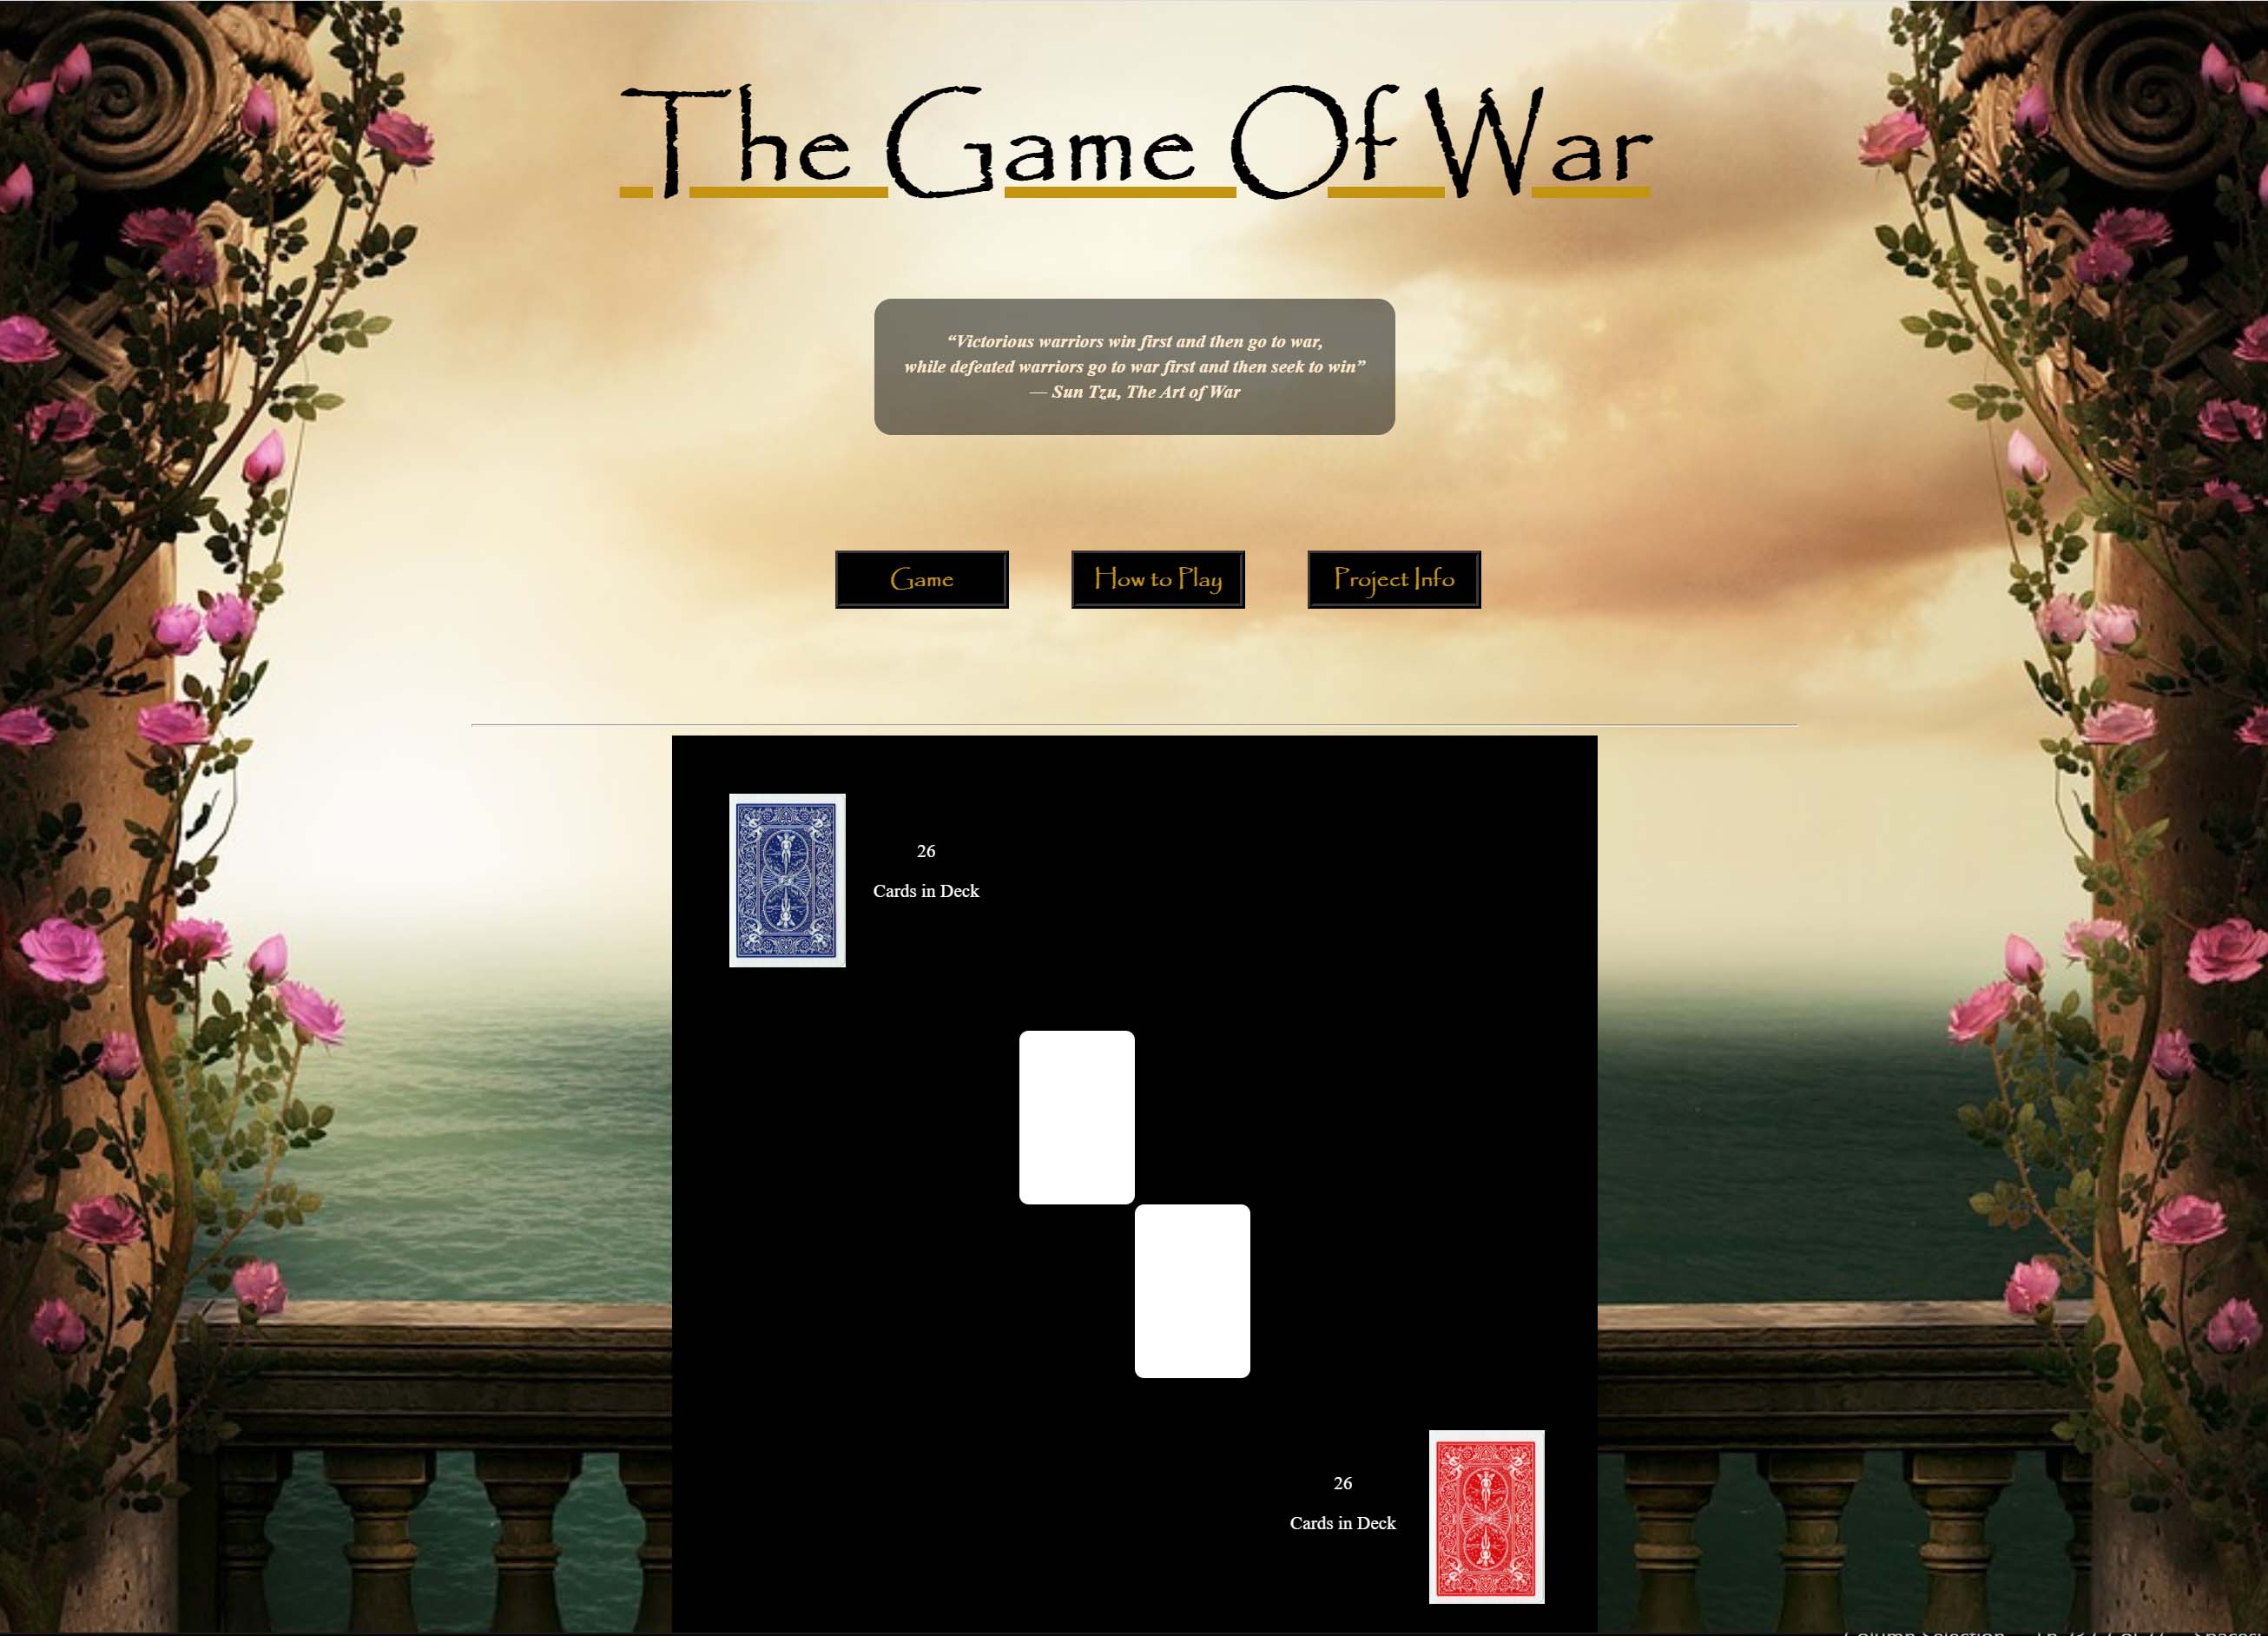 The Game Of War
“Victorious warriors win first and then go to war,
while defeated warriors go to war first and then seek to win”
— Sun Tzu, The Art of War
Game
How to Play
Project Info
26
Cards in Deck
26
Cards in Deck